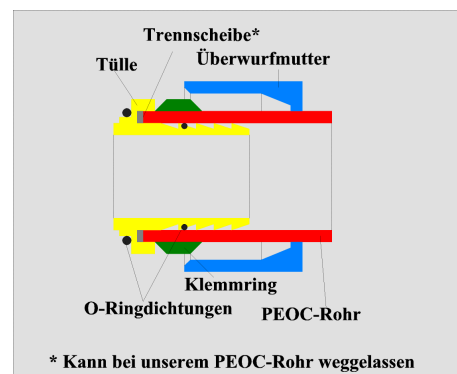 Trennscheibe*
Überwurfmutter
Tülle
Klemmring
O-Ringdichtungen
PEOC-Rohr
* Kann bei unserem PEOC-Rohr weggelassen